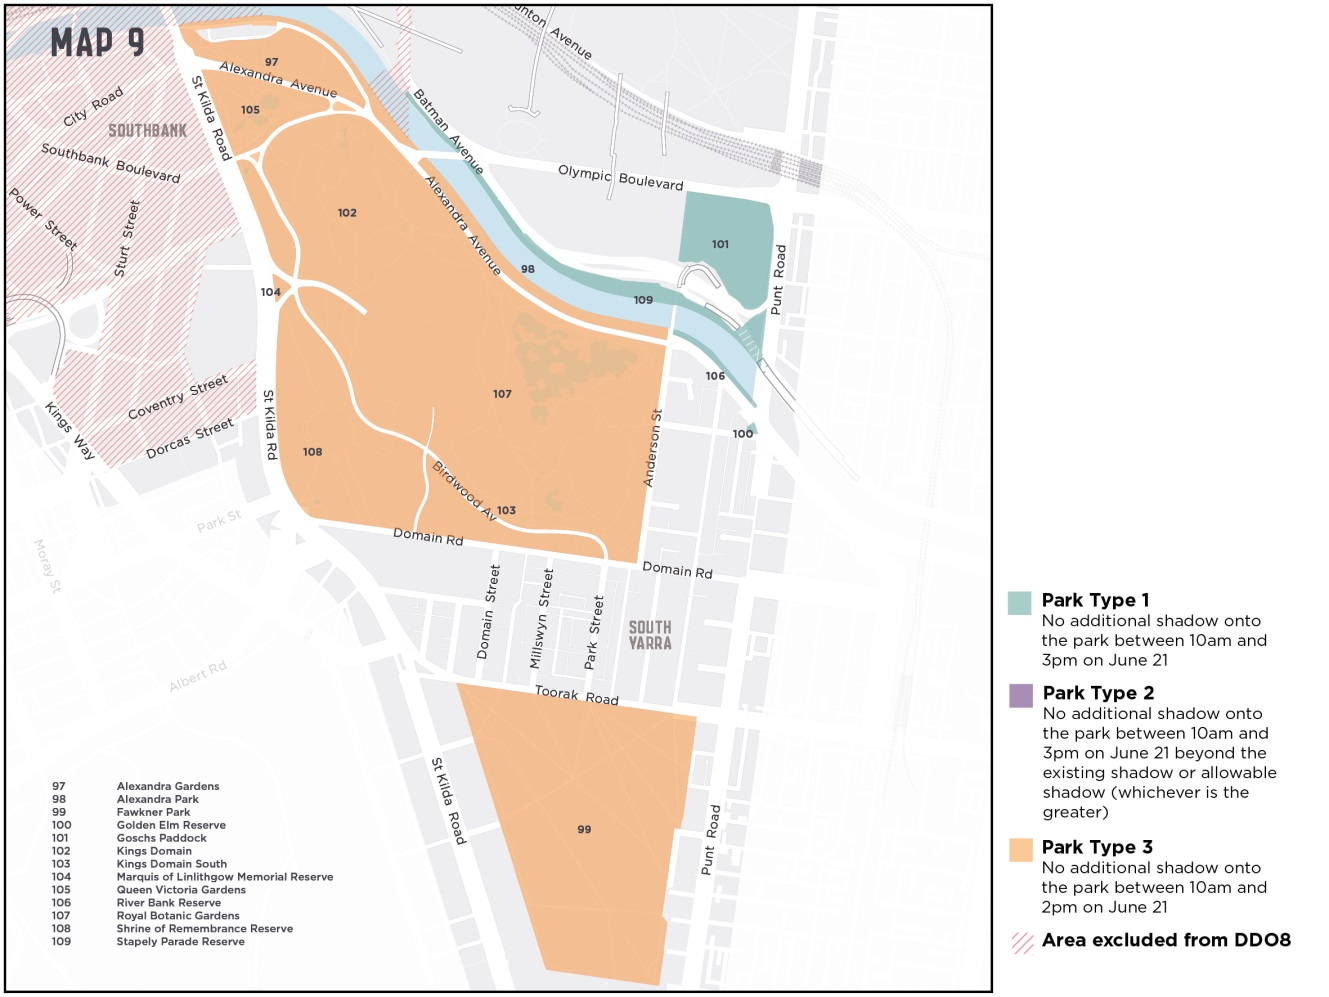 MAP 9
unton Avenue
97
Alexandra Avenue
St Kilda Road
City Road
105
SOUTHBANK
Batman Avenue
Southbank Boulevard
Olympic Boulevard
Power Street
Sturt Street
102
Alexandra Avenue
101
98
Punt Road
104
109
106
Coventry Street
107
St Kilda Rd
Kings Way
Dorcas Street
100
108
Anderson St
Birdwood Av
103
Park St
Domain Rd
Moray St
Domain Rd
Domain Street
Millswyn Street
Park Street
SOUTH
YARRA
Albert Rd
Toorak Road
St Kilda Road
99
Punt Road
97 Alexandra Gardens
98 Alexandra Park
99 Fawkner Park
100 Golden Elm Reserve
101 Goschs Paddock
102 Kings Domain
103 Kings Domain South
104 Marquis of Linlithgow Memorial Reserve
105 Queen Victoria Gardens
106 River Bank Reserve
107 Royal Botanic Gardens
108 Shrine of Remembrance Reserve
109 Stapely Parade Reserve
Park Type 1
No additional shadow onto
the park between 10am and
3pm on June 21
Park Type 2
No additional shadow onto
the park between 10am and
3pm on June 21 beyond the
existing shadow or allowable
shadow (whichever is the
greater)
Park Type 3
No additional shadow onto
the park between 10am and
2pm on June 21
Area excluded from DDO8